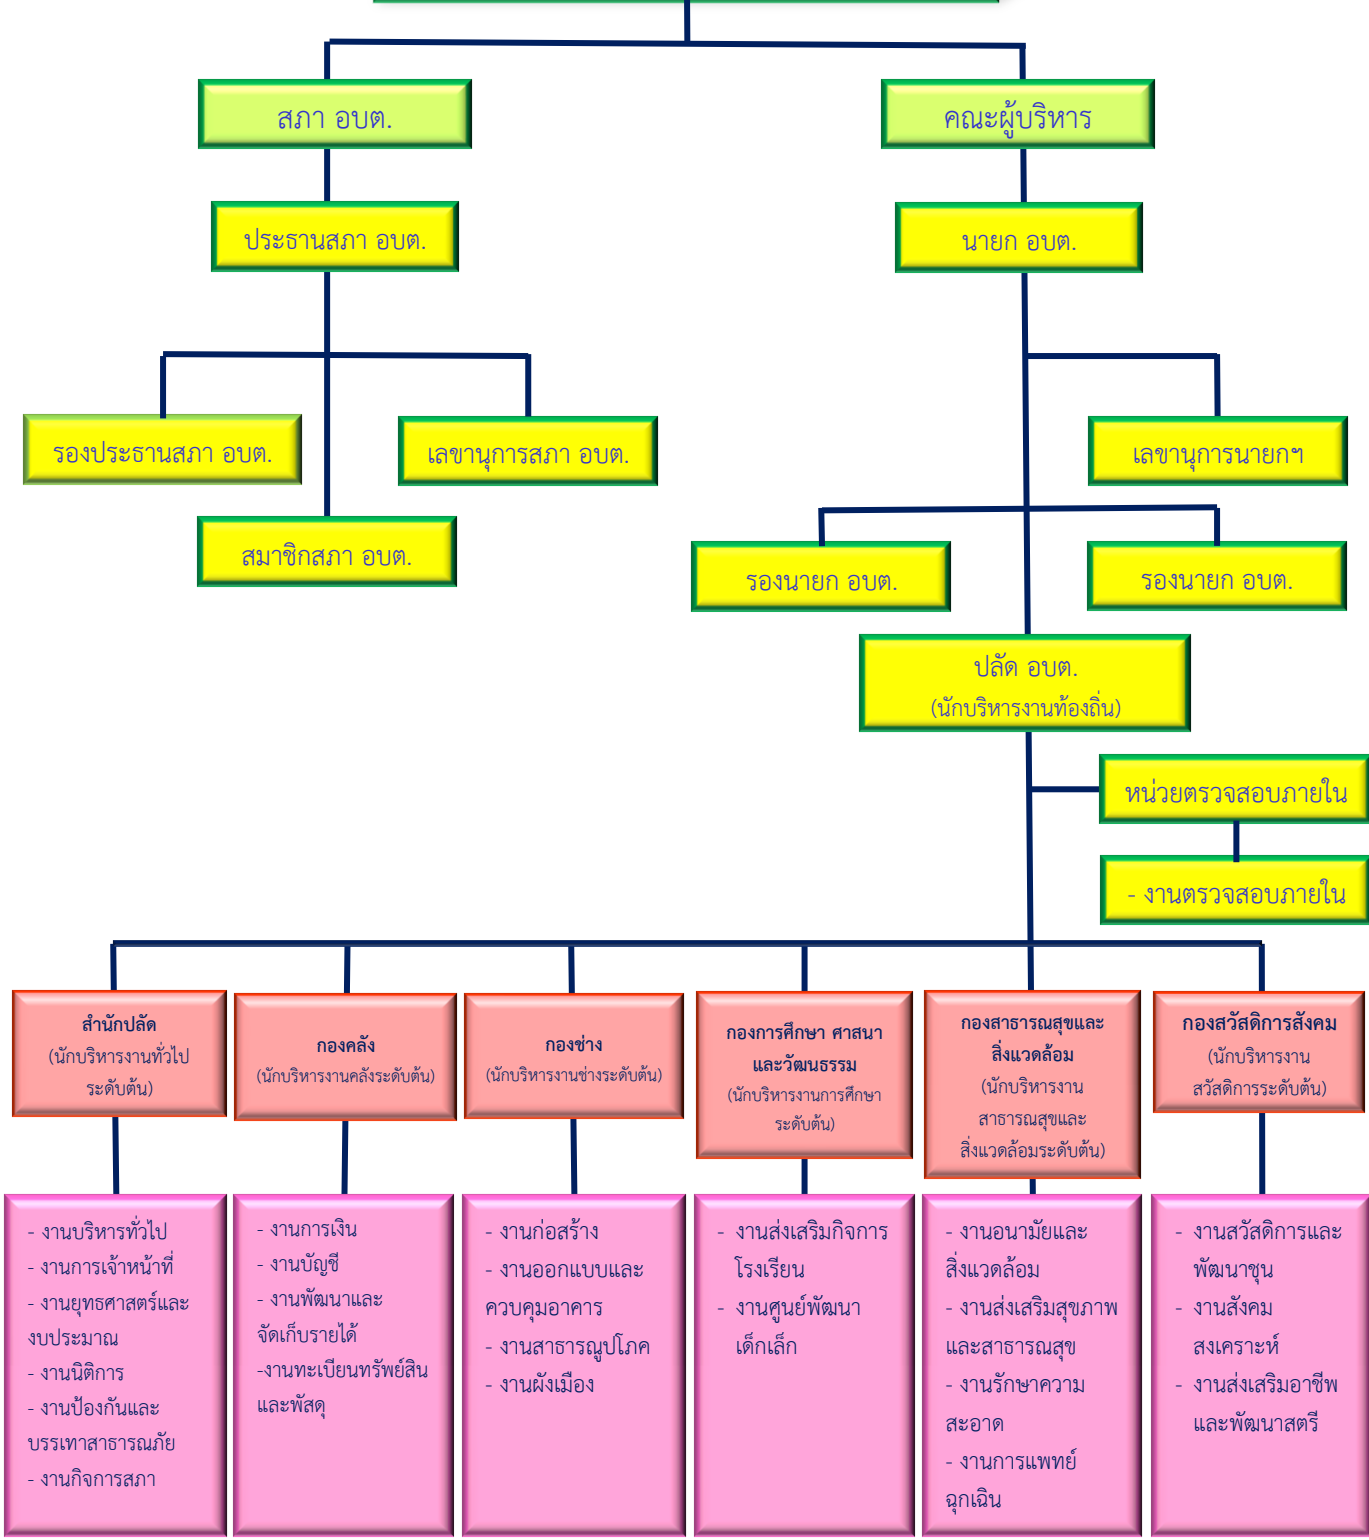 สภา อบต.
คณะผู้บริหาร
ประธานสภา อบต.
นายก อบต.
รองประธานสภา อบต.
เลขานุการสภา อบต.
เลขานุการนายกฯ
สมาชิกสภา อบต.
รองนายก อบต.
รองนายก อบต.
ปลัด อบต.
(นักบริหารงานท้องถิ่น)
หน่วยตรวจสอบภายใน
- งานตรวจสอบภายใน
สำนักปลัด
(นักบริหารงานทั่วไป
ระดับต้น)
กองคลัง
(นักบริหารงานคลังระดับต้น)
กองช่าง
(นักบริหารงานช่างระดับต้น)
กองการศึกษา ศาสนา
และวัฒนธรรม
(นักบริหารงานการศึกษา
ระดับต้น)
กองสาธารณสุขและ
สิ่งแวดล้อม
(นักบริหารงาน
สาธารณสุขและ
สิ่งแวดล้อมระดับต้น)
กองสวัสดิการสังคม
(นักบริหารงาน
สวัสดิการระดับต้น)
- งานบริหารทั่วไป
- งานการเจ้าหน้าที่
- งานยุทธศาสตร์และ
งบประมาณ
- งานนิติการ
- งานป้องกันและ
บรรเทาสาธารณภัย
- งานกิจการสภา
- งานการเงิน
- งานบัญชี
- งานพัฒนาและ
จัดเก็บรายได้
-งานทะเบียนทรัพย์สิน
และพัสดุ
- งานก่อสร้าง
- งานออกแบบและ
ควบคุมอาคาร
- งานสาธารณูปโภค
- งานผังเมือง
- งานส่งเสริมกิจการ
โรงเรียน
- งานศูนย์พัฒนา
เด็กเล็ก
- งานอนามัยและ
สิ่งแวดล้อม
- งานส่งเสริมสุขภาพ
และสาธารณสุข
- งานรักษาความ
สะอาด
- งานการแพทย์
ฉุกเฉิน
- งานสวัสดิการและ
พัฒนาชุน
- งานสังคม
สงเคราะห์
- งานส่งเสริมอาชีพ
และพัฒนาสตรี